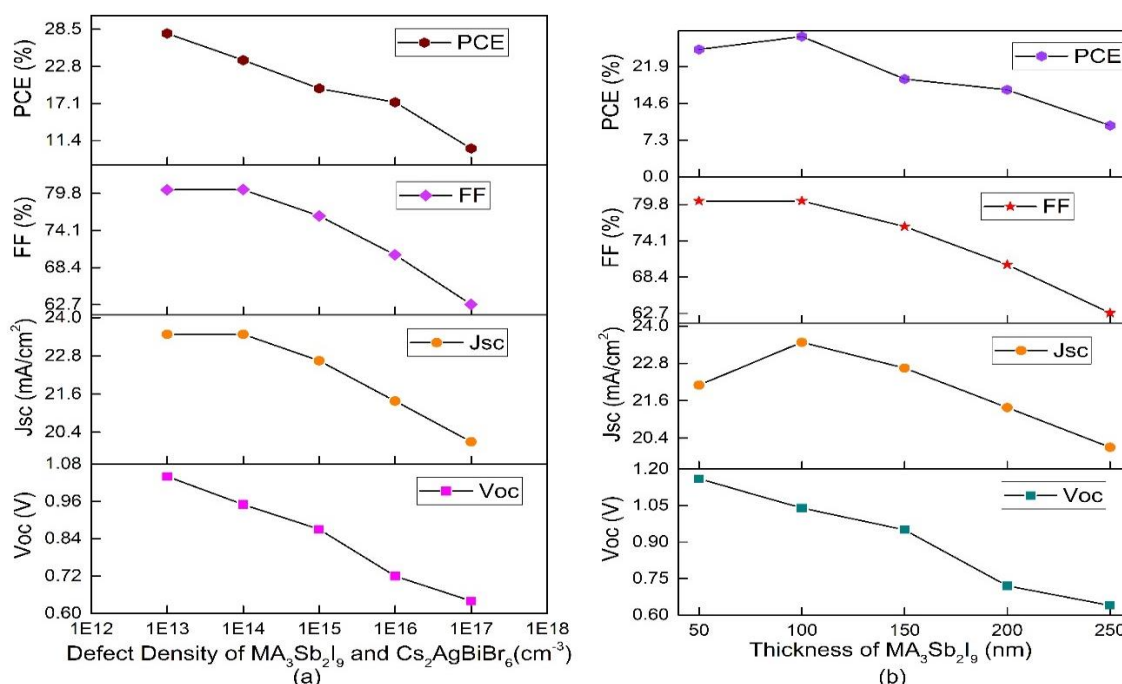 28.5
22.8
17.1
11.4
PCE (%)
PCE
79.8
74.1
68.4
62.7
FF (%)
FF
24.0
22.8
21.6
20.4
Jsc (mA/cm²)
Jsc
1.08
0.96
0.84
0.72
0.60
Voc (V)
Voc
1E12 1E13 1E14 1E15 1E16 1E17 1E18
Defect Density of MA₃Sb₂I₉ and Cs₂AgBiBr₆(cm⁻³)
(a)
21.9
14.6
7.3
0.0
PCE (%)
PCE
79.8
74.1
68.4
62.7
FF (%)
FF
24.0
22.8
21.6
20.4
Jsc (mA/cm²)
Jsc
1.20
1.05
0.90
0.75
0.60
Voc (V)
Voc
50 100 150 200 250
Thickness of MA₃Sb₂I₉ (nm)
(b)